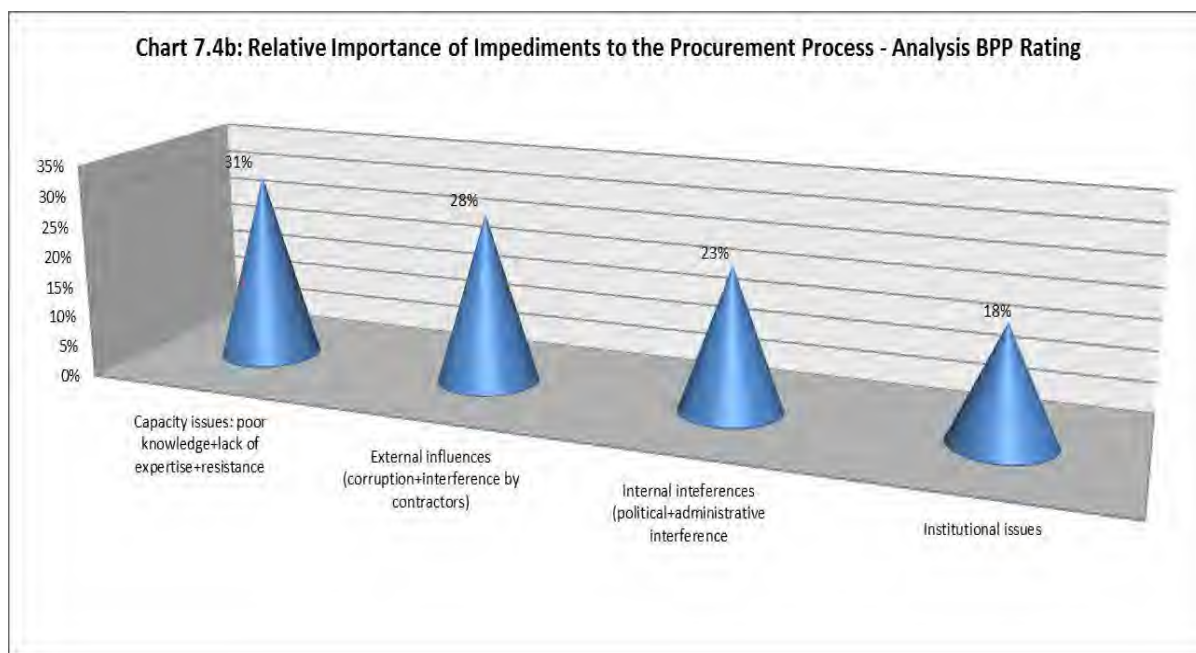 Chart 7.4b: Relative Importance of Impediments to the Procurement Process - Analysis BPP Rating
35%
30%
25%
20%
15%
10%
5%
0%
31%
28%
23%
18%
Capacity issues: poor
knowledge+lack of
expertise+resistance
External influences
(corruption+interference by
contractors)
Internal inteferences
(political+administrative
interference
Institutional issues